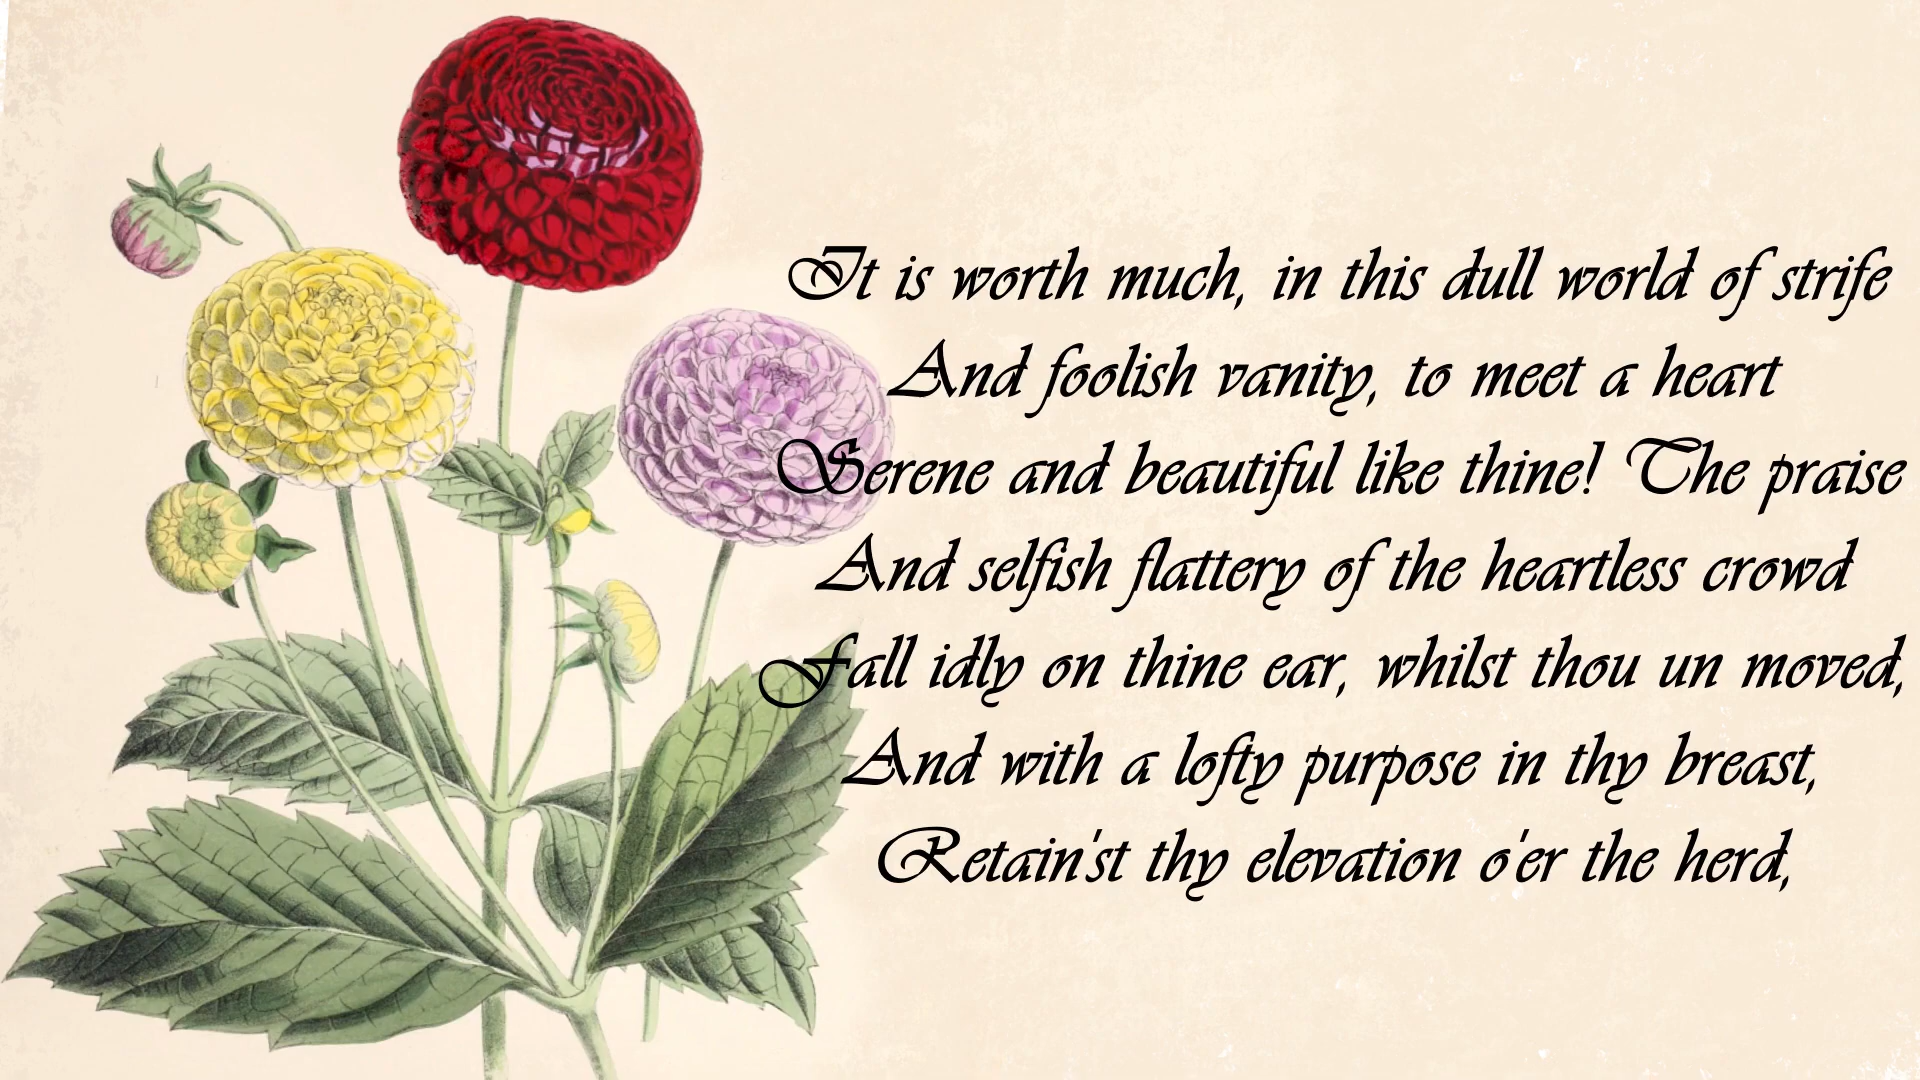 It is worth much, in this dull world of strife
And foolish vanity, to meet a heart
Serene and beautiful like thine! The praise
And selfish flattery of the heartless crowd
Fall idly on thine ear, whilst thou un moved,
And with a lofty purpose in thy breast,
Retain'st thy elevation o'er the herd,